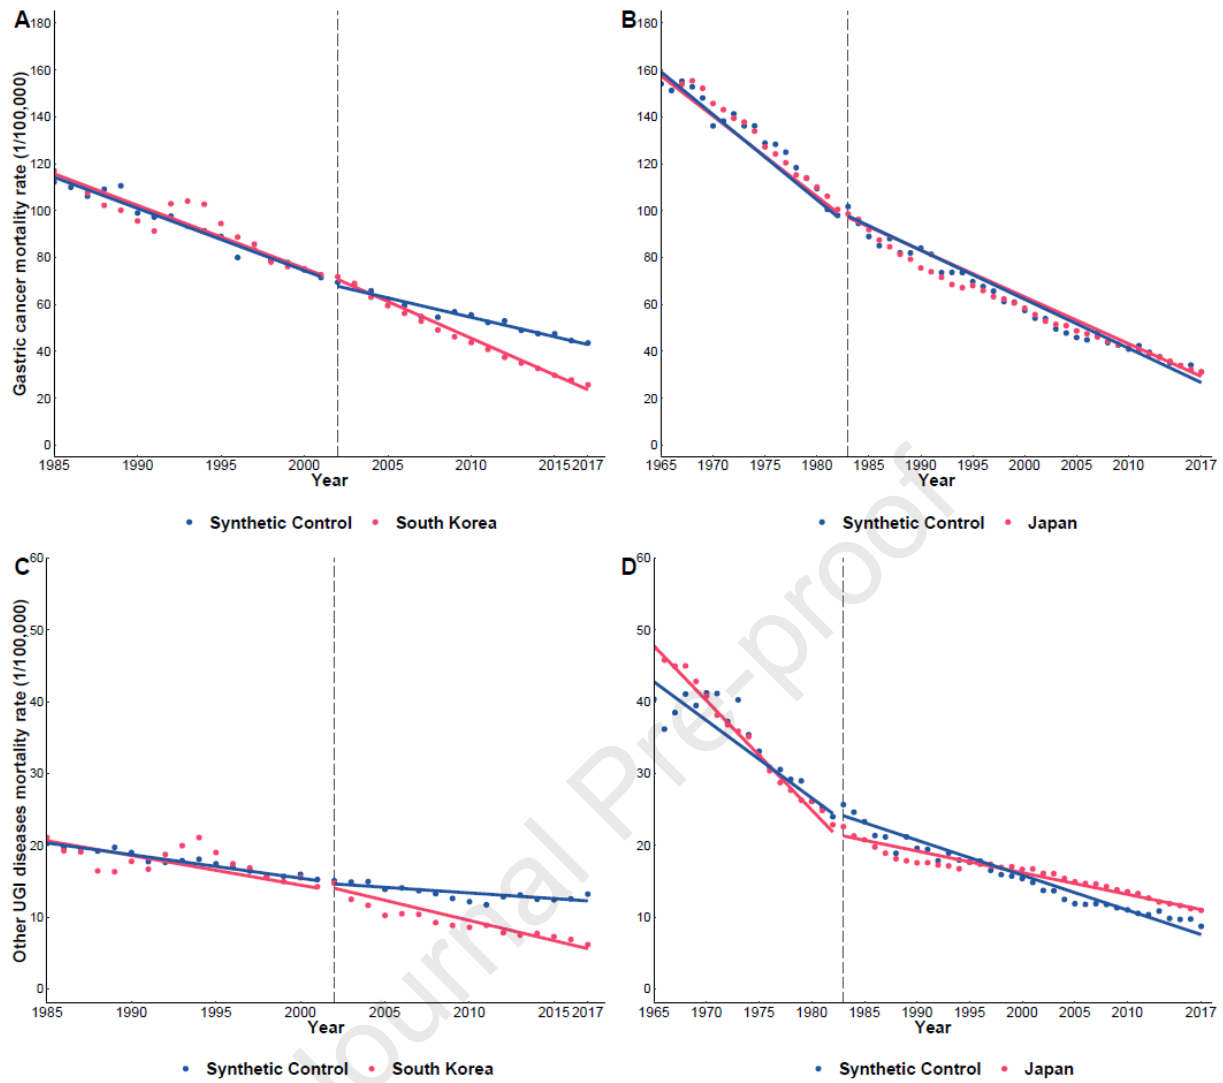 A
Gastric cancer mortality rate (1/100,000)
180
160
140
120
100
80
60
40
20
0
1985 1990 1995 2000 2005 2010 2015 2017
Year
Synthetic Control South Korea
B
180
160
140
120
100
80
60
40
20
0
1965 1970 1975 1980 1985 1990 1995 2000 2005 2010 2017
Year
Synthetic Control Japan
C
Other UGI diseases mortality rate (1/100,000)
60
50
40
30
20
10
0
1985 1990 1995 2000 2005 2010 2015 2017
Year
Synthetic Control South Korea
D
60
50
40
30
20
10
0
1965 1970 1975 1980 1985 1990 1995 2000 2005 2010 2017
Year
Synthetic Control Japan
Journal Pre-proof